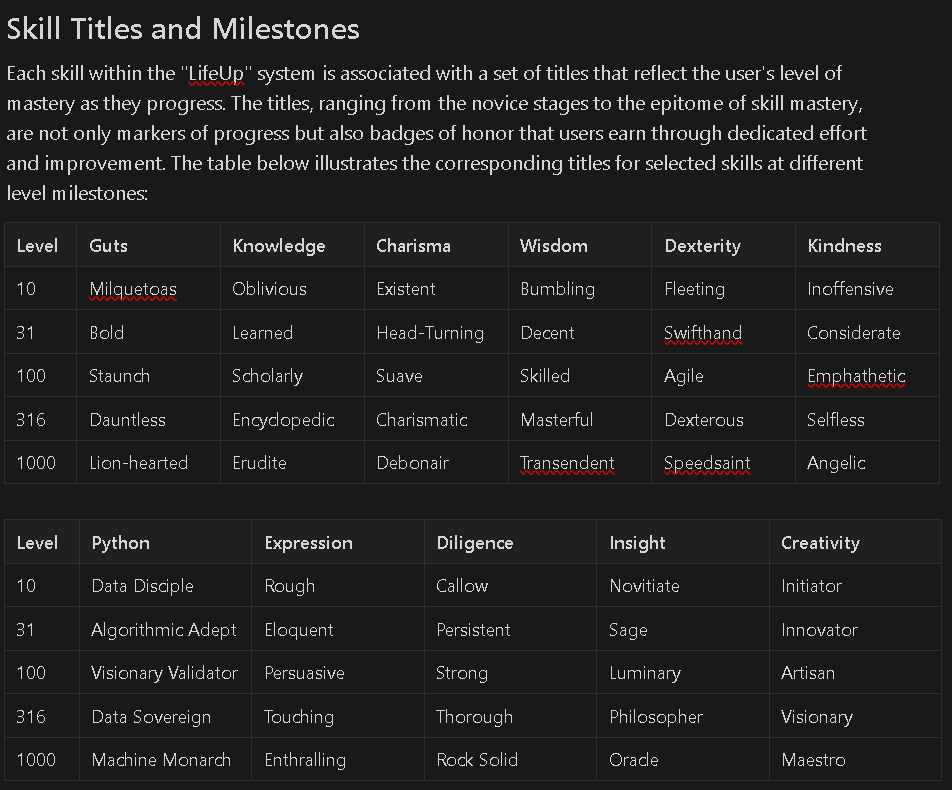 Skill Titles and Milestones
Each skill within the "LifeUp" system is associated with a set of titles that reflect the user's level of
mastery as they progress. The titles, ranging from the novice stages to the epitome of skill mastery,
are not only markers of progress but also badges of honor that users earn through dedicated effort
and improvement. The table below illustrates the corresponding titles for selected skills at different
level milestones:
Level Guts Knowledge Charisma Wisdom Dexterity Kindness
10 Milquetoas Oblivious Existent Bumbling Fleeting Inoffensive
31 Bold Learned Head-Turning Decent Swifthand Considerate
100 Staunch Scholarly Suave Skilled Agile Emphathetic
316 Dauntless Encyclopedic Charismatic Masterful Dexterous Selfless
1000 Lion-hearted Erudite Debonair Transendent Speedsaint Angelic
Level Python Expression Diligence Insight Creativity
10 Data Disciple Rough Callow Novitiate Initiator
31 Algorithmic Adept Eloquent Persistent Sage Innovator
100 Visionary Validator Persuasive Strong Luminary Artisan
316 Data Sovereign Touching Thorough Philosopher Visionary
1000 Machine Monarch Enthralling Rock Solid Oracle Maestro